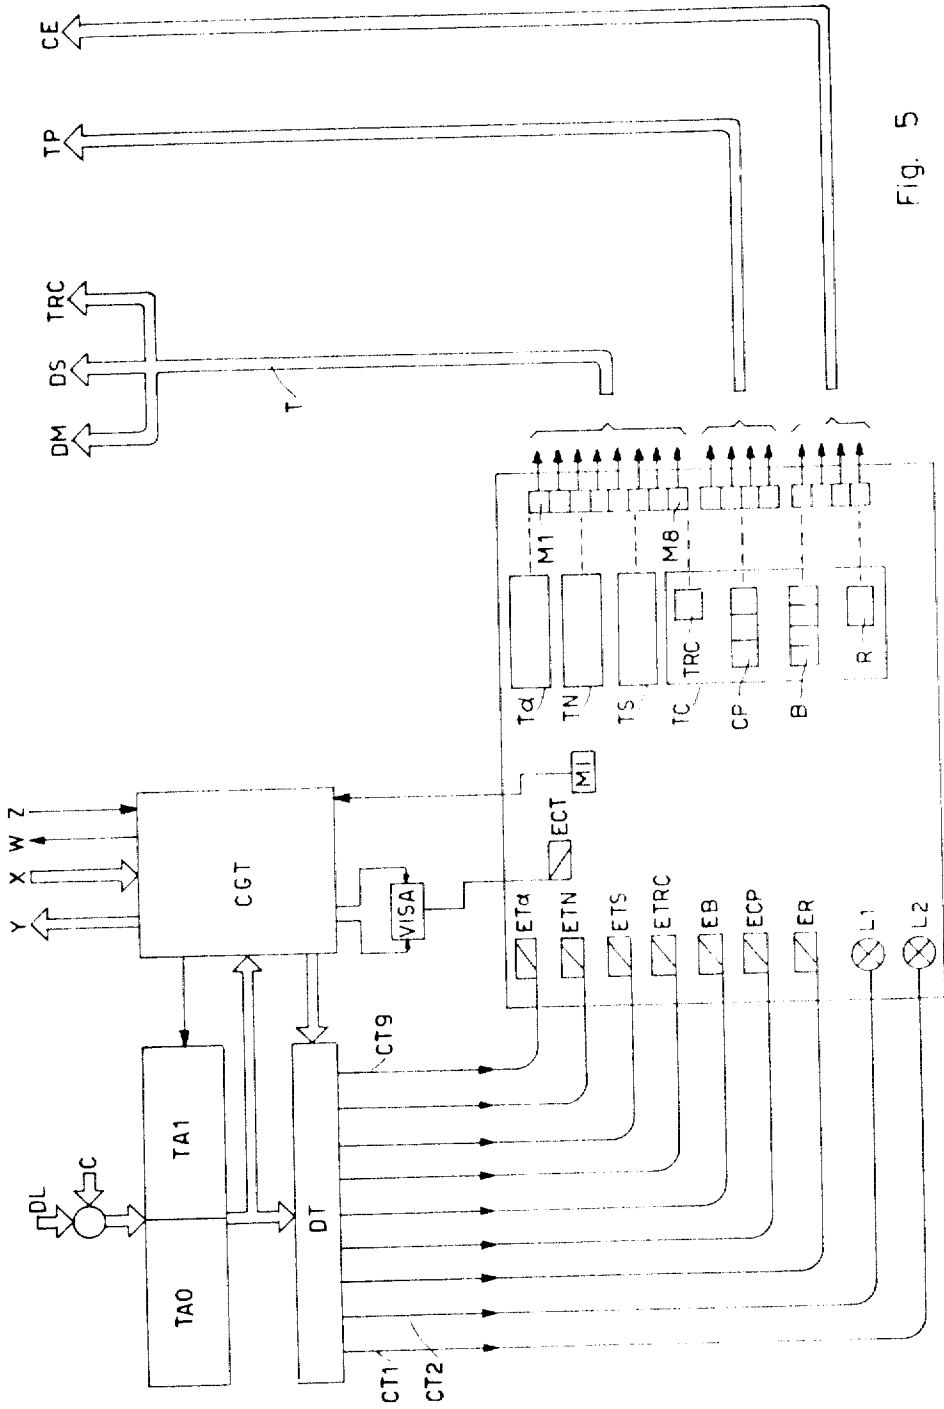 CE
TP
TRC
DS
DM
T
Fig. 5
Y
X
W
Z
DL
C
TA0
TA1
CGT
VISA
DT
CT9
CT1
CT2
ECT
MI
ETα
ETN
ETS
ETRC
EB
ECP
ER
L1
L2
Tα
TN
TS
TC
TRC
CP
B
R
M1
M8